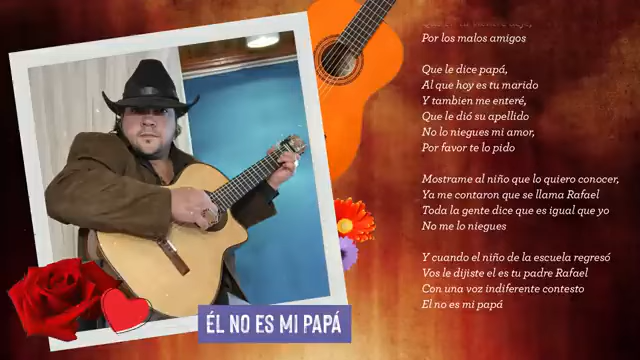 Por los malos amigos
Que le dice papá,
Al que hoy es tu marido
Y tambien me enteré,
Que le dió su apellido
No lo niegues mi amor,
Por favor te lo pido
Mostrame al niño que lo quiero conocer,
Ya me contaron que se llama Rafael
Toda la gente dice que es igual que yo
No me lo niegues
Y cuando el niño de la escuela regresó
Vos le dijiste el es tu padre Rafael
Con una voz indiferente contesto
El no es mi papá
ÉL NO ES MI PAPÁ